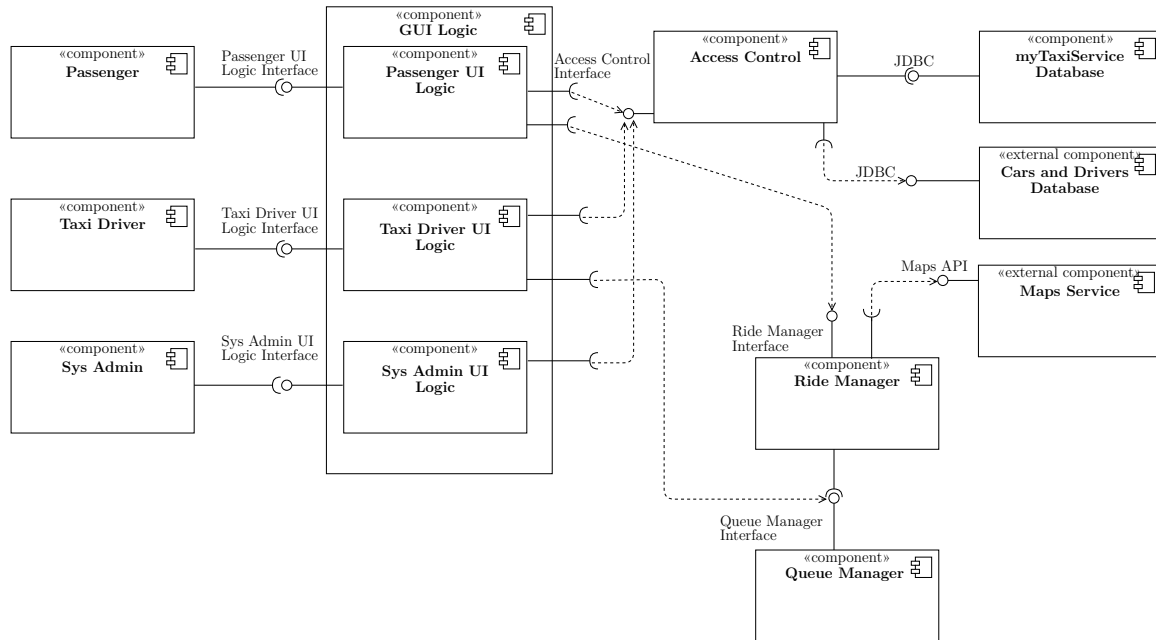 «component»
Passenger
Passenger UI
Logic Interface
«component»
GUI Logic
«component»
Passenger UI
Logic
Access Control
Interface
«component»
Access Control
JDBC
«component»
myTaxiService
Database
JDBC
«external component»
Cars and Drivers
Database
«component»
Taxi Driver
Taxi Driver UI
Logic Interface
«component»
Taxi Driver UI
Logic
Maps API
«external component»
Maps Service
«component»
Sys Admin
Sys Admin UI
Logic Interface
«component»
Sys Admin UI
Logic
Ride Manager
Interface
«component»
Ride Manager
Queue Manager
Interface
«component»
Queue Manager